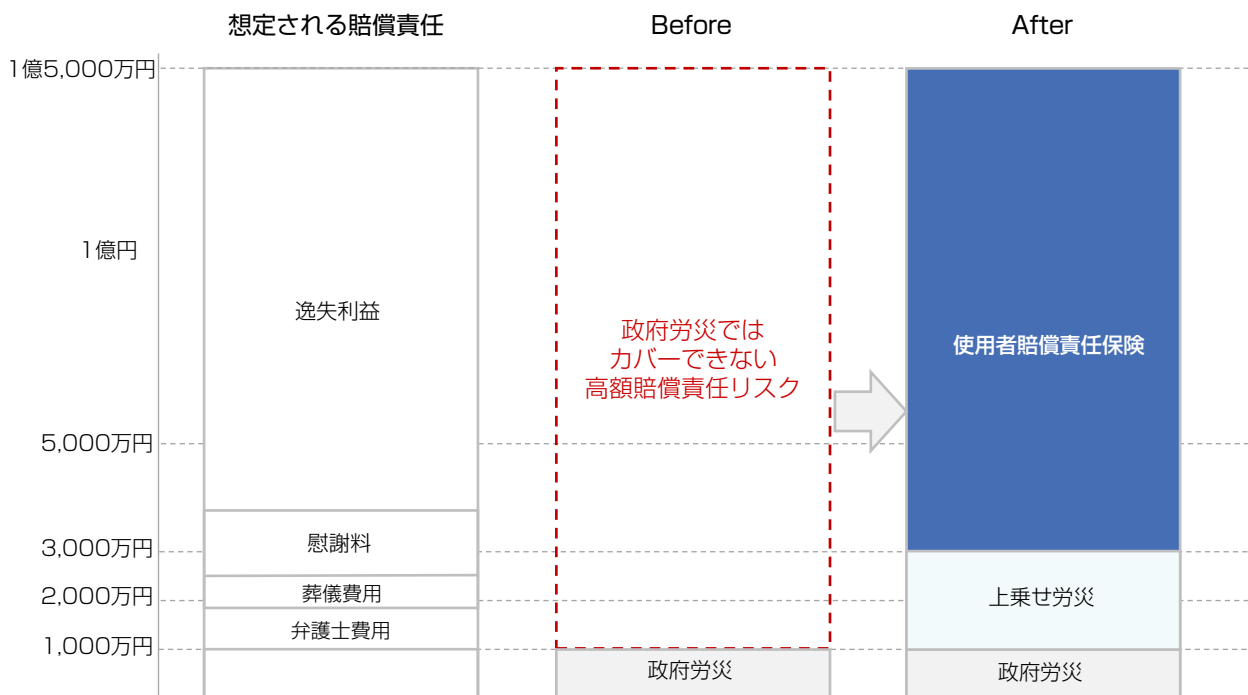 想定される賠償責任
Before
After
1億5,000万円
1億円
5,000万円
3,000万円
2,000万円
1,000万円
逸失利益
慰謝料
葬儀費用
弁護士費用
政府労災では
カバーできない
高額賠償責任リスク
政府労災
使用者賠償責任保険
上乗せ労災
政府労災